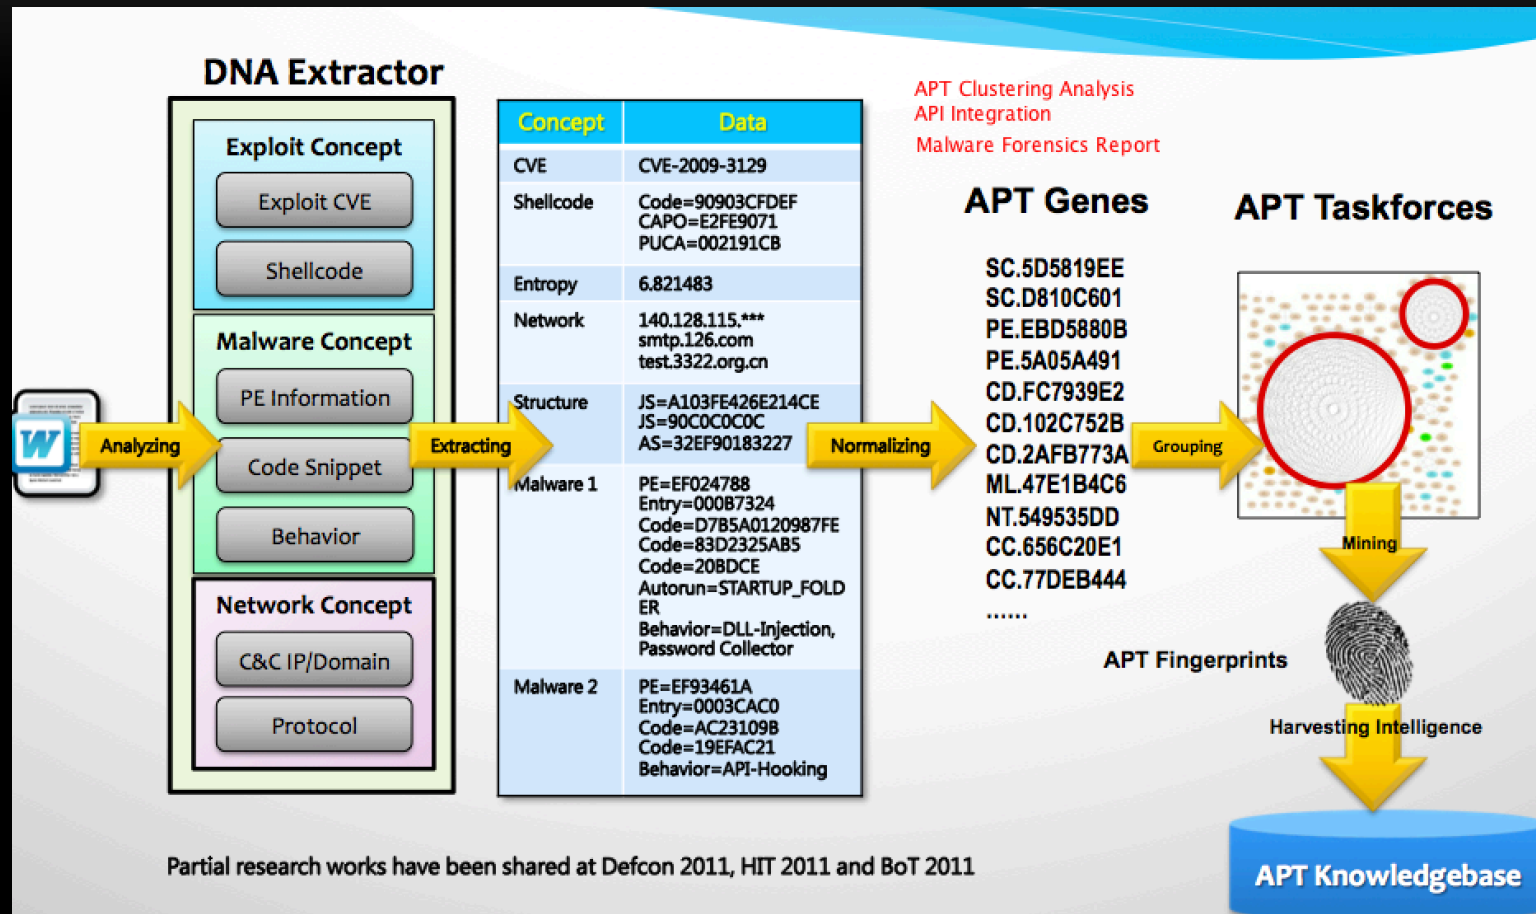 DNA Extractor
Exploit Concept
Exploit CVE
Shellcode
Malware Concept
PE Information
Code Snippet
Behavior
Network Concept
C&C IP/Domain
Protocol
W
Analyzing
Extracting
Concept Data
CVE CVE-2009-3129
Shellcode Code=90903CFDEF
CAPO=E2FE9071
PUCA=002191CB
Entropy 6.821483
Network 140.128.115.***
smtp.126.com
test.3322.org.cn
Structure JS=A103FE426E214CE
JS=90C0C0C0C
AS=32EF90183227
Malware 1 PE=EF024788
Entry=000B7324
Code=D7B5A0120987FE
Code=83D2325AB5
Code=20BDCE
Autorun=STARTUP_FOLD
ER
Behavior=DLL-Injection,
Password Collector
Malware 2 PE=EF93461A
Entry=0003CAC0
Code=AC23109B
Code=19EFAC21
Behavior=API-Hooking
Normalizing
APT Clustering Analysis
API Integration
Malware Forensics Report
APT Genes
SC.5D5819EE
SC.D810C601
PE.EBD5880B
PE.5A05A491
CD.FC7939E2
CD.102C752B
CD.2AFB773A
ML.47E1B4C6
NT.549535DD
CC.656C20E1
CC.77DEB444
......
Grouping
APT Taskforces
Mining
APT Fingerprints
Harvesting Intelligence
APT Knowledgebase
Partial research works have been shared at Defcon 2011, HIT 2011 and BoT 2011